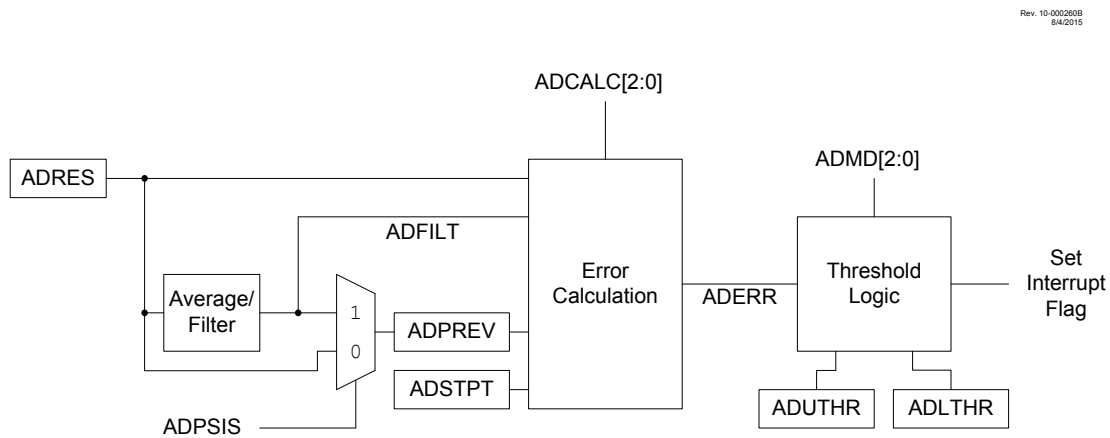 Rev. 10-000260B
8/4/2015
ADCALC[2:0]
ADMD[2:0]
ADRES
ADFILT
Average/
Filter
1
0
ADPREV
ADSTPT
ADPSIS
Error
Calculation
ADERR
Threshold
Logic
Set
Interrupt
Flag
ADUTHR
ADLTHR